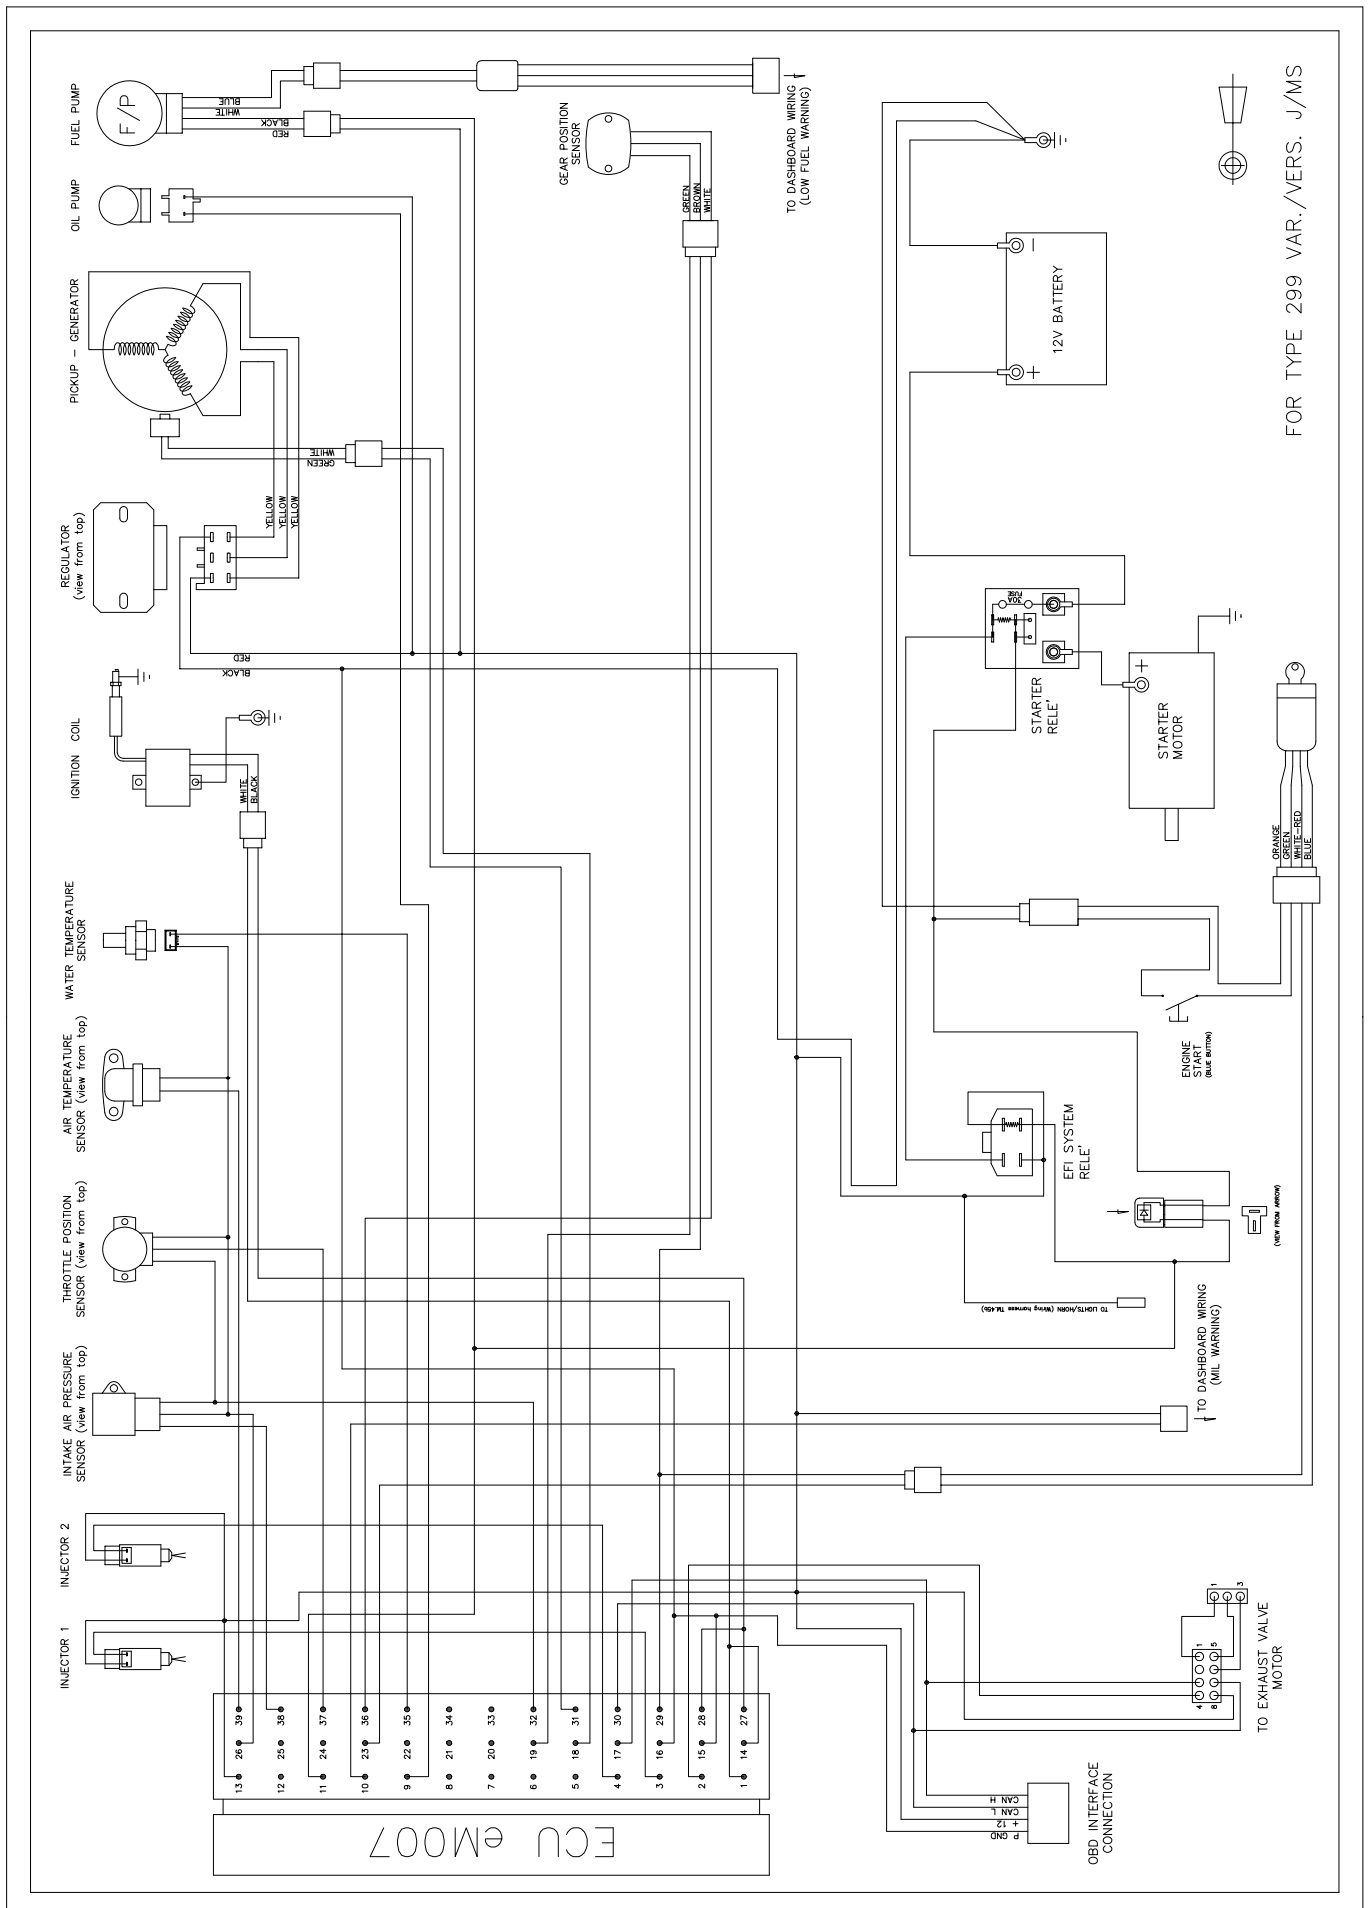 FUEL PUMP
F/P
BLUE
WHITE
BLACK
RED
TO DASHBOARD WIRING
(LOW FUEL WARNING)
GEAR POSITION
SENSOR
GREEN
BROWN
WHITE
OIL PUMP
PICKUP – GENERATOR
WHITE
GREEN
YELLOW
YELLOW
YELLOW
REGULATOR
(view from top)
RED
BLACK
12V BATTERY
+
–
FOR TYPE 299 VAR./VERS. J/MS
30A
FUSE
STARTER
RELE'
+
STARTER
MOTOR
IGNITION COIL
WHITE
BLACK
ORANGE
GREEN
WHITE-RED
BLUE
WATER TEMPERATURE
SENSOR
AIR TEMPERATURE
SENSOR (view from top)
ENGINE
START
(BLUE BUTTON)
EFI SYSTEM
RELE'
THROTTLE POSITION
SENSOR (view from top)
(VIEW FROM ARROW)
TO LIGHTS/HORN (Wiring harness TM.45b)
TO DASHBOARD WIRING
(MIL WARNING)
INTAKE AIR PRESSURE
SENSOR (view from top)
INJECTOR 2
INJECTOR 1
39 38 37 36 35 34 33 32 31 30 29 28 27
26 25 24 23 22 21 20 19 18 17 16 15 14
13 12 11 10 9 8 7 6 5 4 3 2 1
ECU eM007
1
3
1
5
4
8
TO EXHAUST VALVE
MOTOR
CAN H
CAN L
+ 12
P GND
OBD INTERFACE
CONNECTION